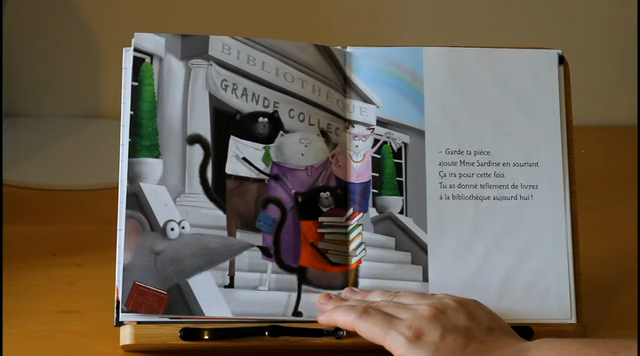 BIBLIOTHÈQUE
GRANDE COLLEC
– Garde ta pièce,
ajoute Mme Sardine en souriant.
Ça ira pour cette fois.
Tu as donné tellement de livres
à la bibliothèque aujourd'hui !